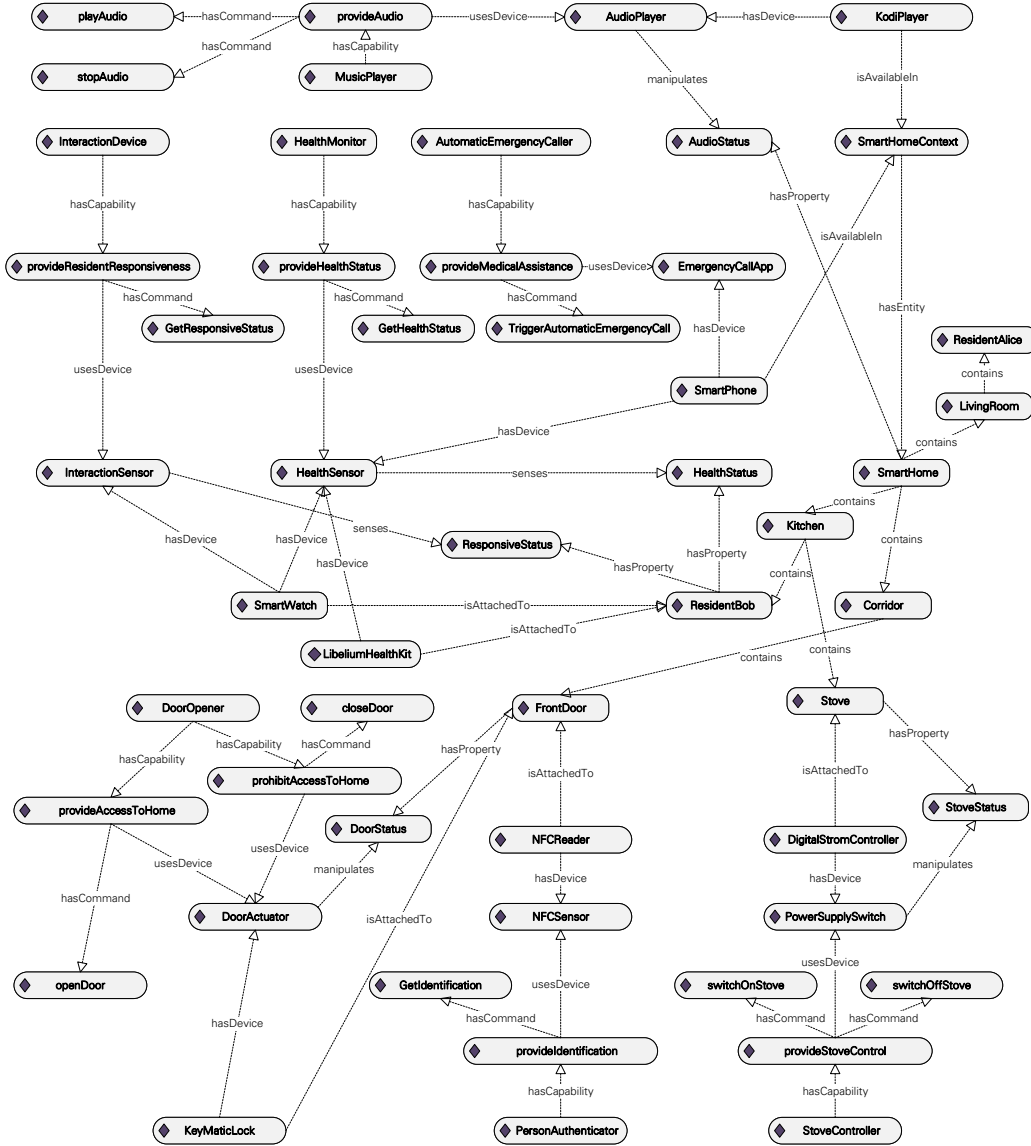 playAudio
hasCommand
provideAudio
usesDevice
AudioPlayer
hasDevice
KodiPlayer
hasCommand
hasCapability
stopAudio
MusicPlayer
manipulates
isAvailableIn
InteractionDevice
HealthMonitor
AutomaticEmergencyCaller
AudioStatus
SmartHomeContext
hasCapability
hasCapability
hasCapability
hasProperty
isAvailableIn
provideResidentResponsiveness
provideHealthStatus
provideMedicalAssistance
usesDevice
EmergencyCallApp
hasCommand
hasCommand
hasCommand
hasEntity
GetResponsiveStatus
GetHealthStatus
TriggerAutomaticEmergencyCall
hasDevice
ResidentAlice
usesDevice
usesDevice
contains
SmartPhone
LivingRoom
hasDevice
contains
InteractionSensor
HealthSensor
senses
HealthStatus
SmartHome
contains
senses
Kitchen
hasDevice
hasDevice
ResponsiveStatus
hasProperty
contains
hasDevice
hasProperty
contains
SmartWatch
isAttachedTo
ResidentBob
Corridor
isAttachedTo
LibeliumHealthKit
contains
contains
DoorOpener
closeDoor
FrontDoor
Stove
hasCapability
hasCommand
hasProperty
hasProperty
hasCapability
prohibitAccessToHome
isAttachedTo
isAttachedTo
provideAccessToHome
DoorStatus
StoveStatus
NFCReader
DigitalStromController
usesDevice
usesDevice
manipulates
manipulates
hasDevice
hasDevice
hasCommand
DoorActuator
isAttachedTo
NFCSensor
PowerSupplySwitch
usesDevice
openDoor
GetIdentification
switchOnStove
switchOffStove
usesDevice
hasDevice
hasCommand
hasCommand
hasCommand
provideIdentification
provideStoveControl
hasCapability
hasCapability
KeyMaticLock
PersonAuthenticator
StoveController